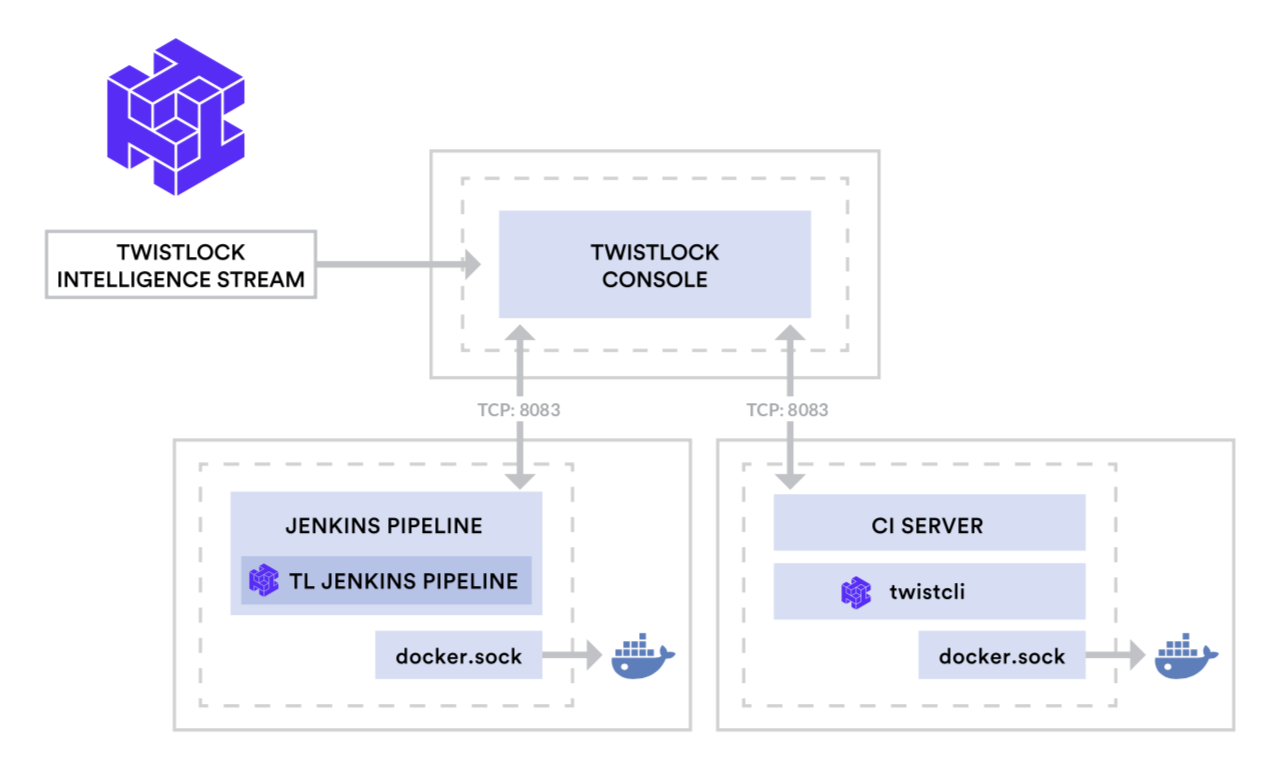 TWISTLOCK
INTELLIGENCE STREAM
TWISTLOCK
CONSOLE
TCP: 8083
TCP: 8083
JENKINS PIPELINE
TL JENKINS PIPELINE
docker.sock
CI SERVER
twistcli
docker.sock